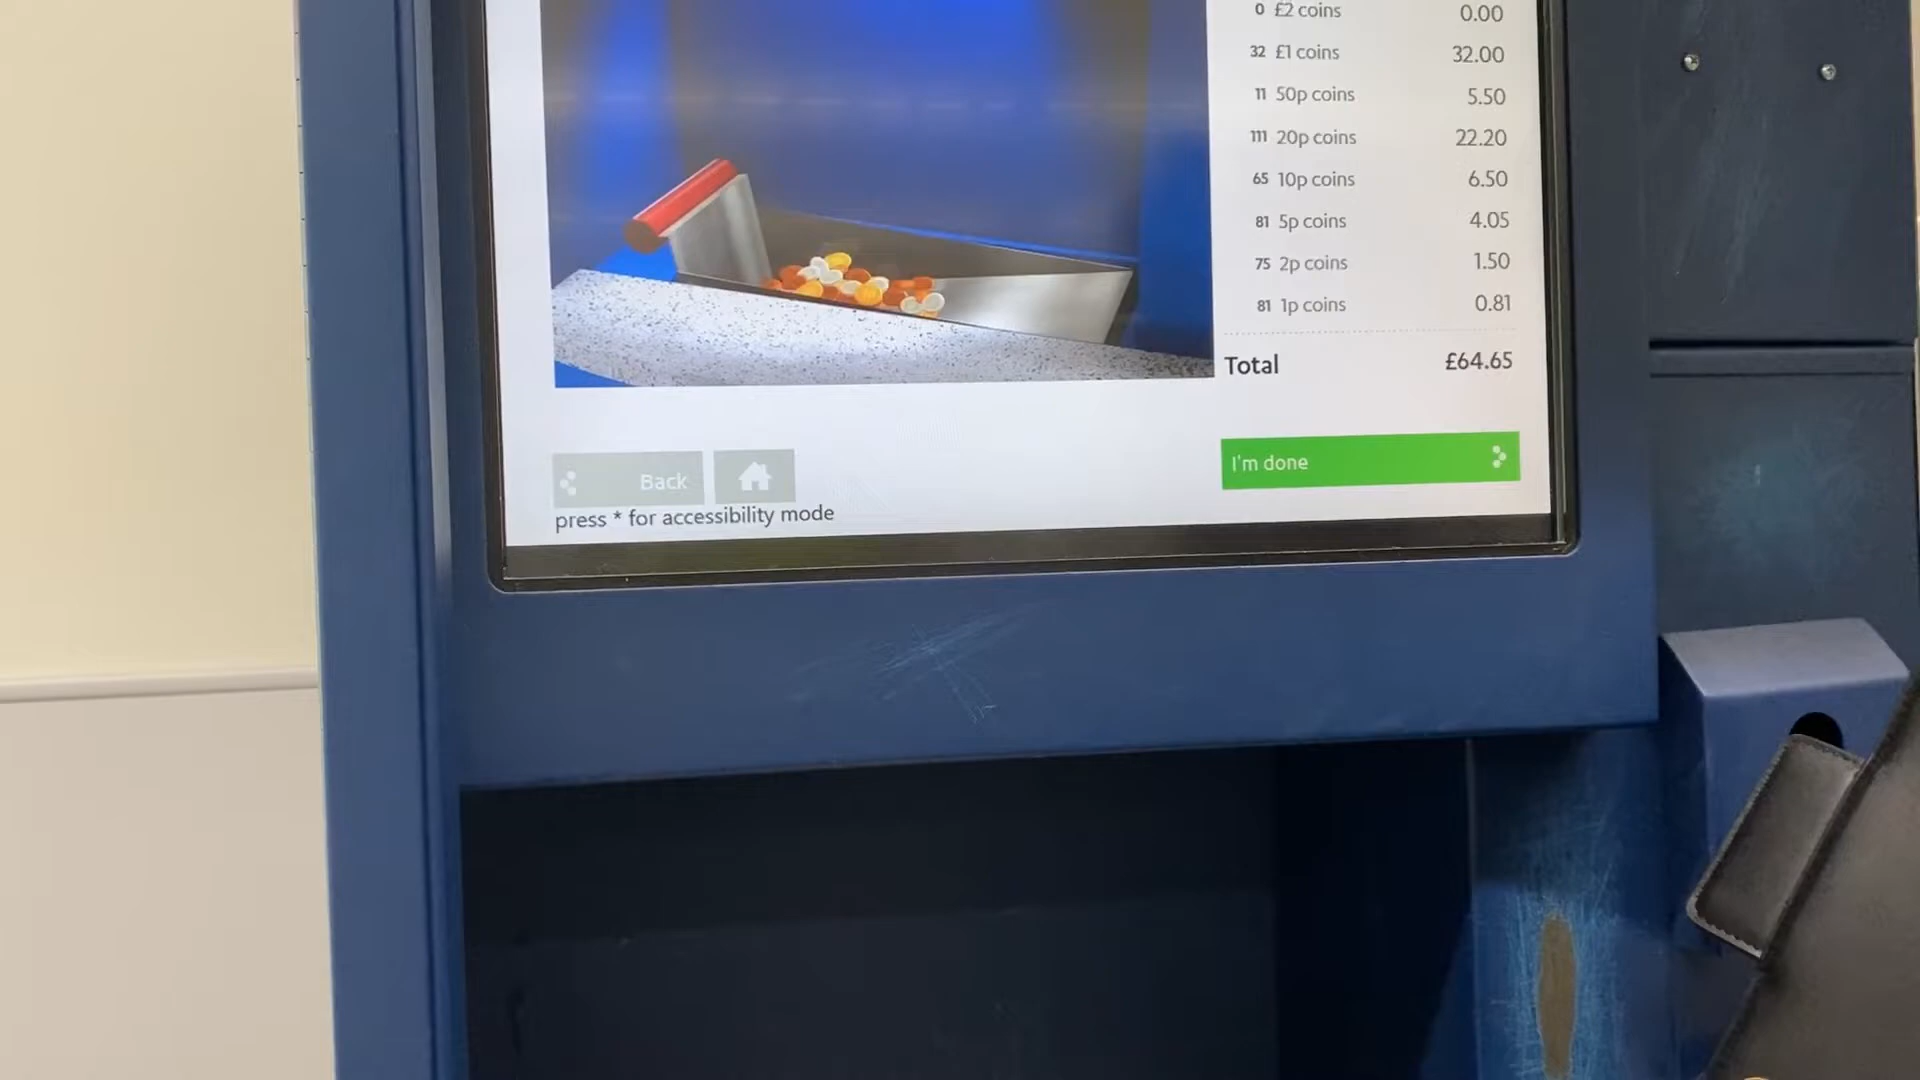 0 £2 coins 0.00
32 £1 coins 32.00
11 50p coins 5.50
111 20p coins 22.20
65 10p coins 6.50
81 5p coins 4.05
75 2p coins 1.50
81 1p coins 0.81
Total £64.65
I'm done
Back
press * for accessibility mode